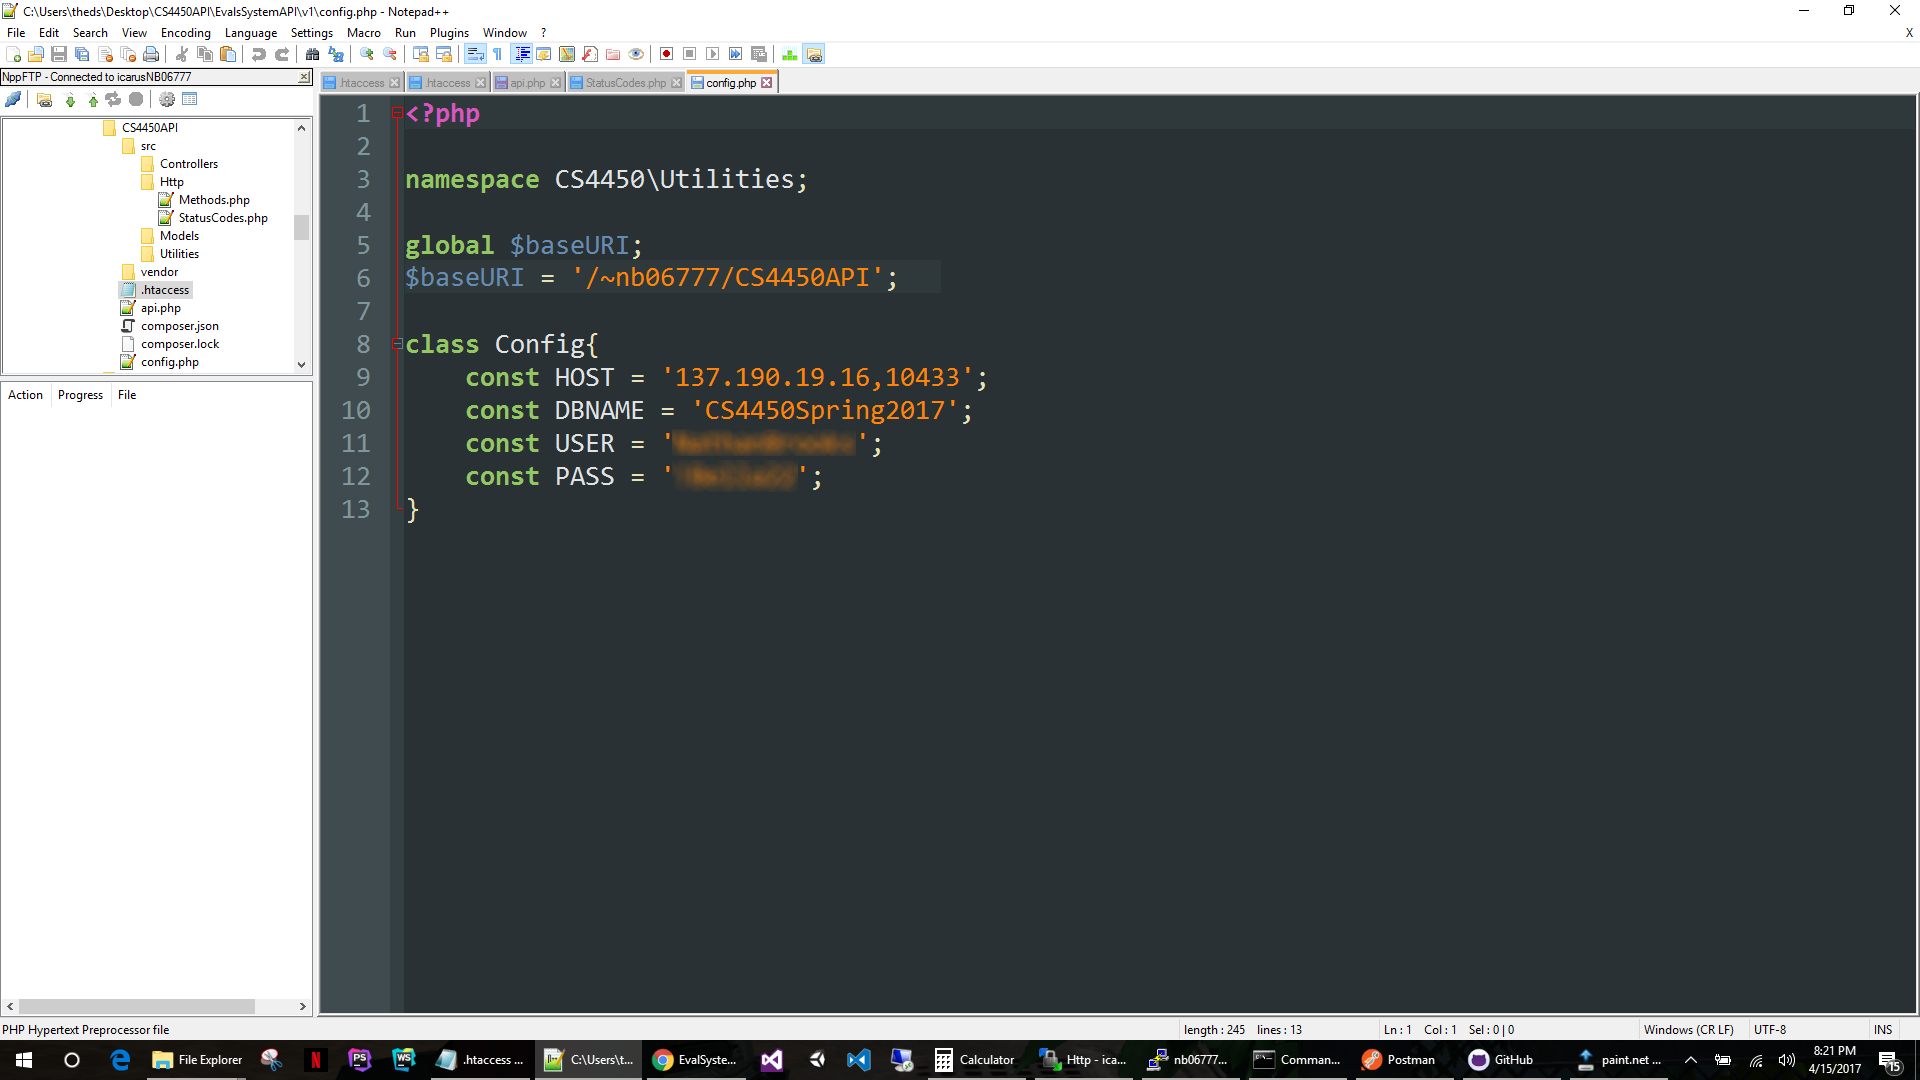 C:\Users\theds\Desktop\CS4450API\EvalsSystemAPI\v1\config.php - Notepad++
File Edit Search View Encoding Language Settings Macro Run Plugins Window ? X
NppFTP - Connected to icarusNB06777
.htaccess .htaccess api.php StatusCodes.php config.php
CS4450API
src
Controllers
Http
Methods.php
StatusCodes.php
Models
Utilities
vendor
.htaccess
api.php
composer.json
composer.lock
config.php
Action Progress File
1 <?php
2
3 namespace CS4450\Utilities;
4
5 global $baseURI;
6 $baseURI = '/~nb06777/CS4450API';
7
8 class Config{
9 const HOST = '137.190.19.16,10433';
10 const DBNAME = 'CS4450Spring2017';
11 const USER = '';
12 const PASS = '';
13 }
PHP Hypertext Preprocessor file length : 245 lines : 13 Ln : 1 Col : 1 Sel : 0 | 0 Windows (CR LF) UTF-8 INS
File Explorer N PS WS .htaccess ... C:\Users\t... EvalSyste... Calculator Http - ica... nb06777... Comman... Postman GitHub paint.net ... 8:21 PM
4/15/2017 15